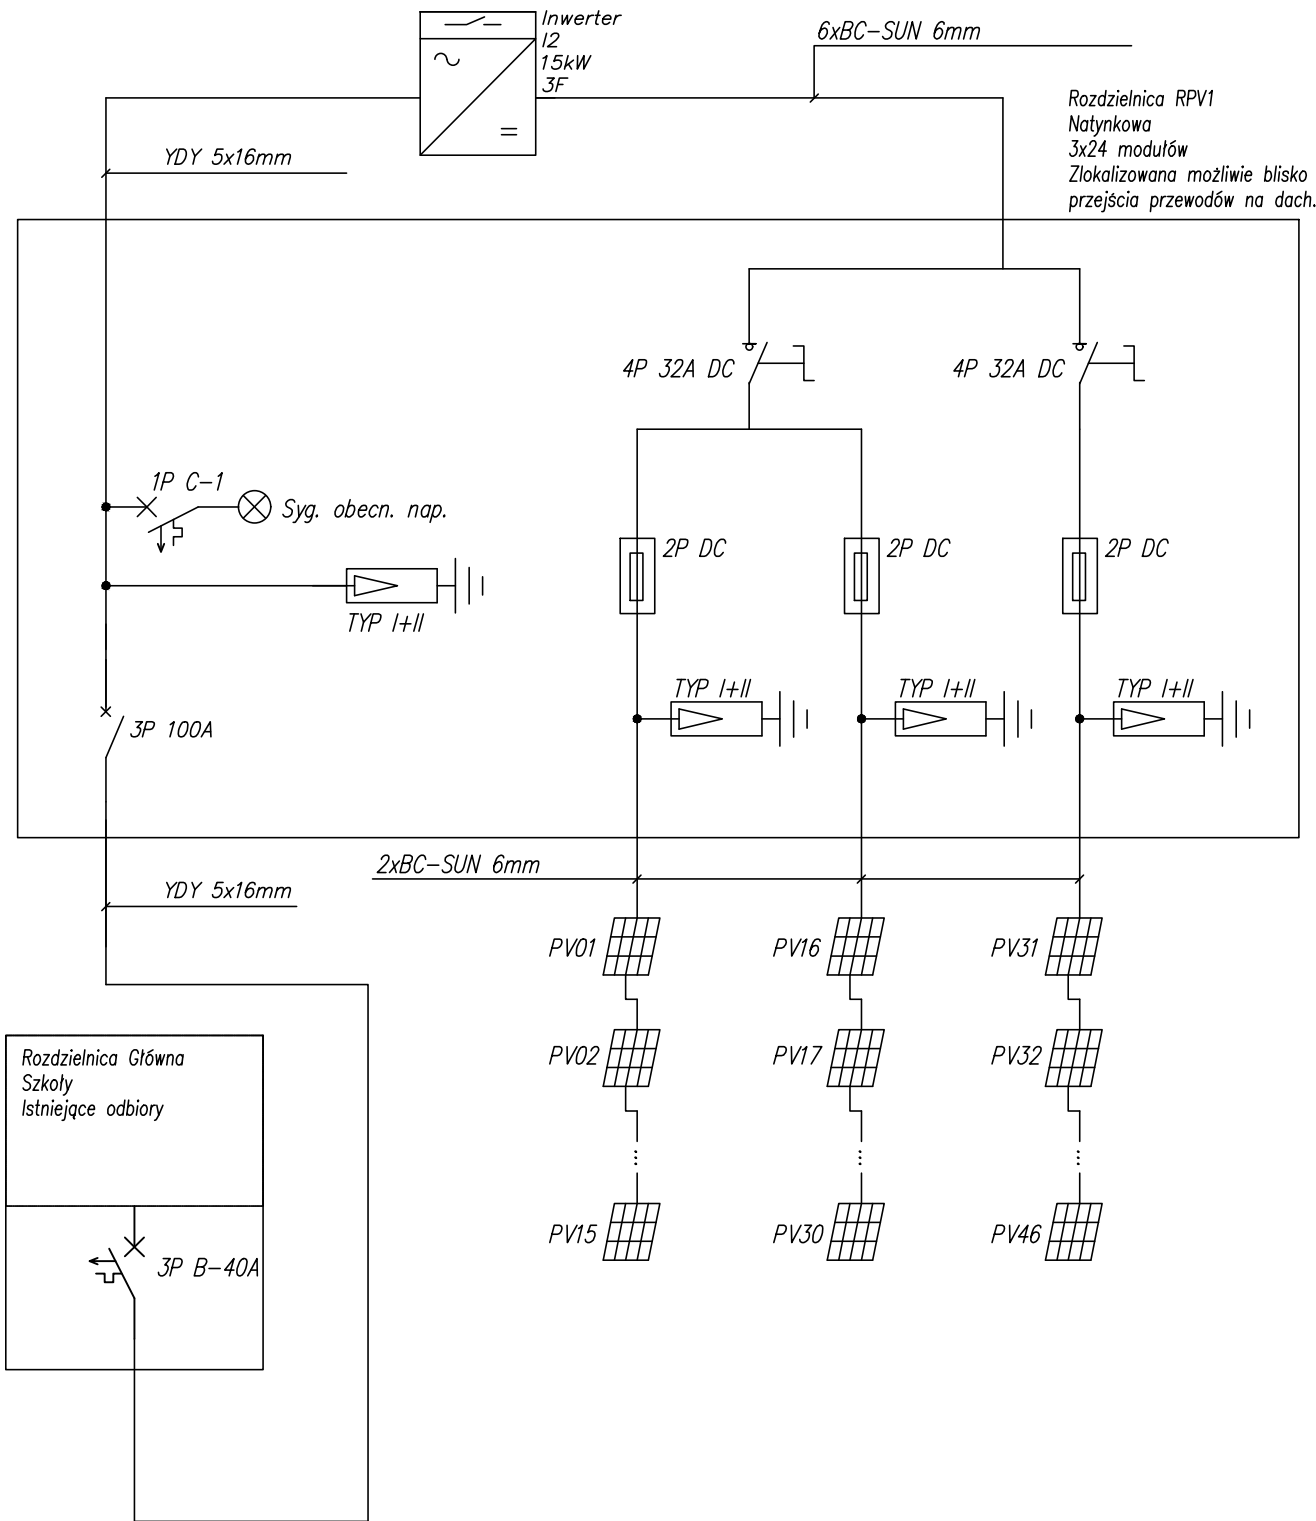 Inwerter
I2
15kW
3F
6xBC-SUN 6mm
Rozdzielnica RPV1
Natynkowa
3x24 modułów
Zlokalizowana możliwie blisko
przejścia przewodów na dach.
YDY 5x16mm
4P 32A DC
4P 32A DC
1P C-1
Syg. obecn. nap.
2P DC
2P DC
2P DC
TYP I+II
TYP I+II
TYP I+II
TYP I+II
3P 100A
2xBC-SUN 6mm
YDY 5x16mm
PV01
PV16
PV31
PV02
PV17
PV32
Rozdzielnica Główna
Szkoły
Istniejące odbiory
PV15
PV30
PV46
3P B-40A